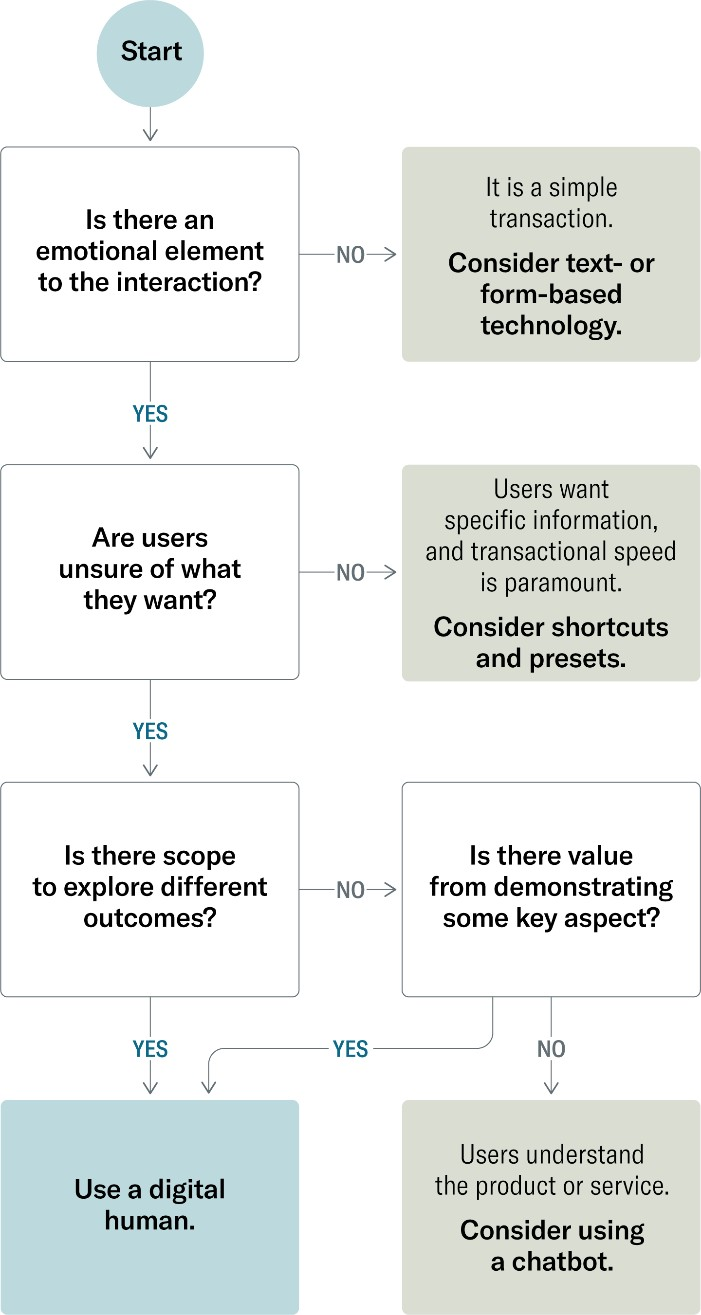 Start
Is there an
emotional element
to the interaction?
NO
It is a simple
transaction.
Consider text- or
form-based
technology.
YES
Are users
unsure of what
they want?
NO
Users want
specific information,
and transactional speed
is paramount.
Consider shortcuts
and presets.
YES
Is there scope
to explore different
outcomes?
NO
Is there value
from demonstrating
some key aspect?
YES
YES
NO
Use a digital
human.
Users understand
the product or service.
Consider using
a chatbot.